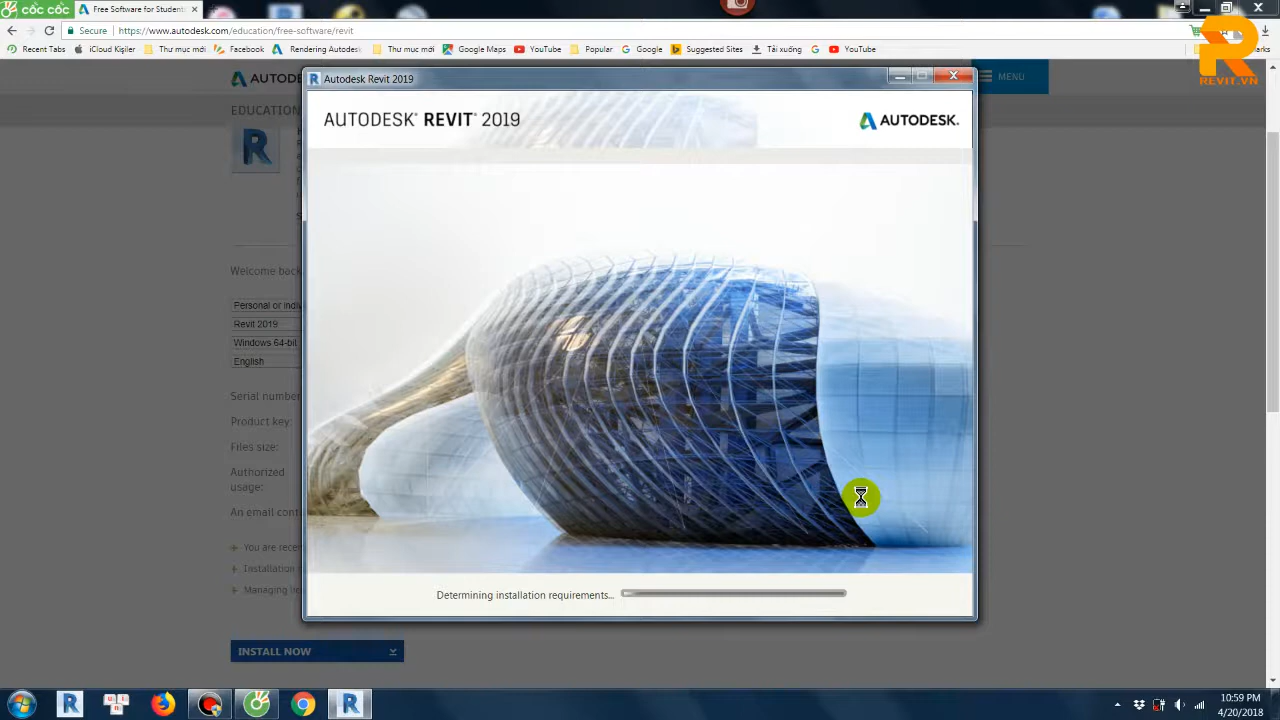 cốc cốc
Free Software for Students
https://www.autodesk.com/education/free-software/revit
Secure
Recent Tabs
iCloud Kişiler
Thư mục mới
Facebook
Rendering Autodesk
Thư mục mới
Google Maps
YouTube
Popular
Google
Suggested Sites
Tải xuống
YouTube
REVIT.VN
MENU
EDUCATION
Autodesk Revit 2019
AUTODESK® REVIT® 2019
AUTODESK.
Welcome back
Personal or indiv
Revit 2019
Windows 64-bit
English
Serial number
Product key:
Files size:
Authorized
usage:
An email cont
You are recei
Installation
INSTALL NOW
Determining installation requirements...
10:59 PM
4/20/2018